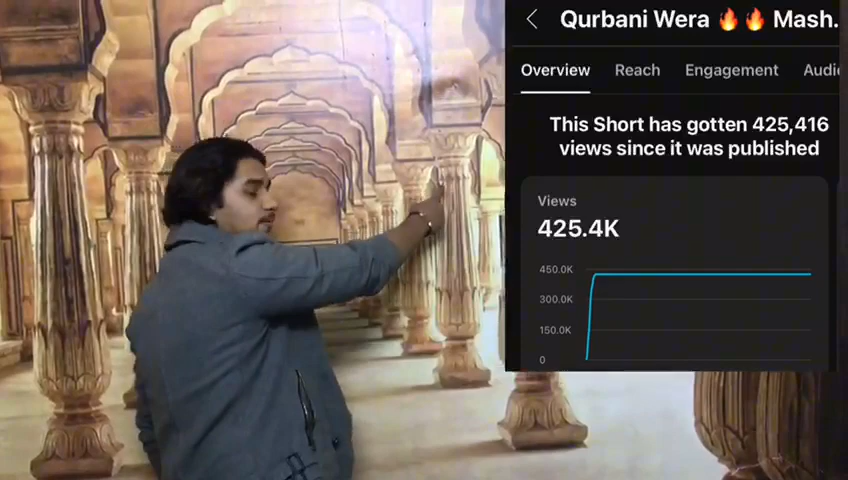 Qurbani Wera 🔥🔥 Mash.
Overview Reach Engagement Audi
This Short has gotten 425,416
views since it was published
Views
425.4K
450.0K
300.0K
150.0K
0